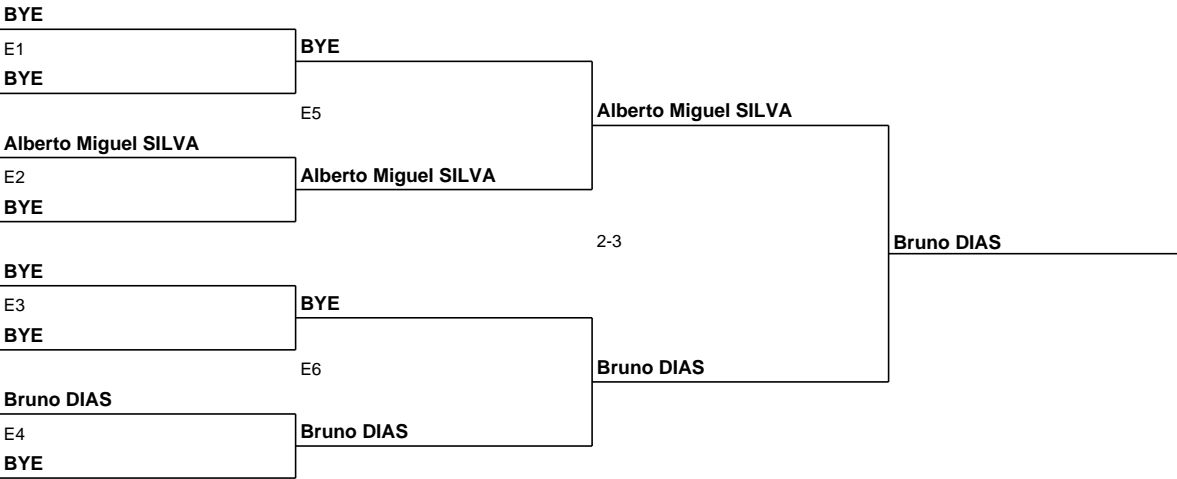 BYE
E1
BYE
BYE
E5
Alberto Miguel SILVA
Alberto Miguel SILVA
E2
Alberto Miguel SILVA
BYE
2-3
Bruno DIAS
BYE
E3
BYE
BYE
E6
Bruno DIAS
Bruno DIAS
E4
Bruno DIAS
BYE